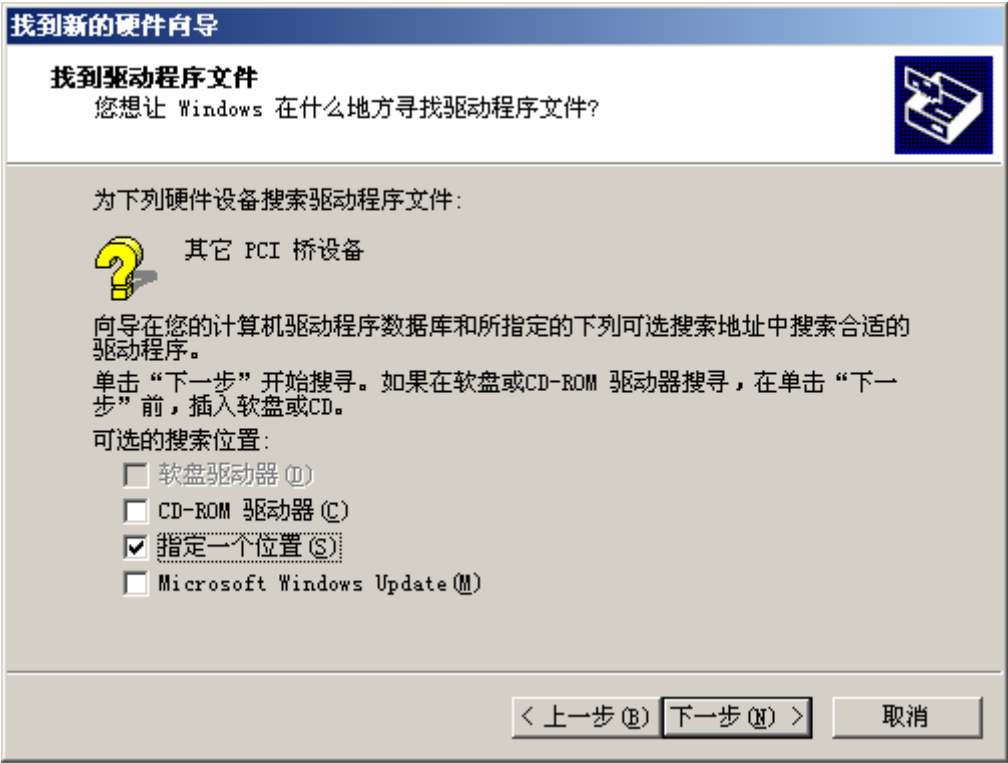 找到新的硬件向导
找到驱动程序文件
您想让 Windows 在什么地方寻找驱动程序文件?
为下列硬件设备搜索驱动程序文件:
其它 PCI 桥设备
向导在您的计算机驱动程序数据库和所指定的下列可选搜索地址中搜索合适的
驱动程序。
单击“下一步”开始搜寻。如果在软盘或CD-ROM 驱动器搜寻，在单击“下一
步”前，插入软盘或CD。
可选的搜索位置:
软盘驱动器(D)
CD-ROM 驱动器(C)
指定一个位置(S)
Microsoft Windows Update(M)
< 上一步(B) 下一步(N) > 取消